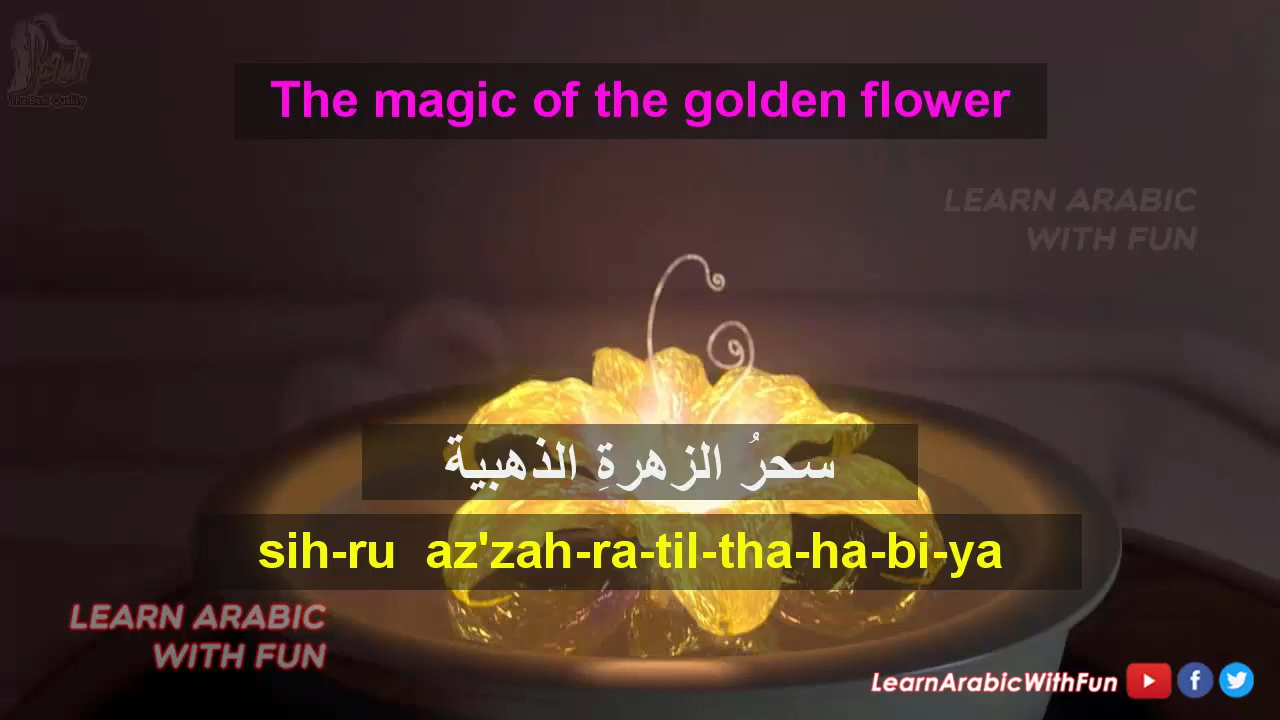 The magic of the golden flower
LEARN ARABIC
WITH FUN
سحرُ الزهرةِ الذهبية
sih-ru az'zah-ra-til-tha-ha-bi-ya
LEARN ARABIC
WITH FUN
LearnArabicWithFun